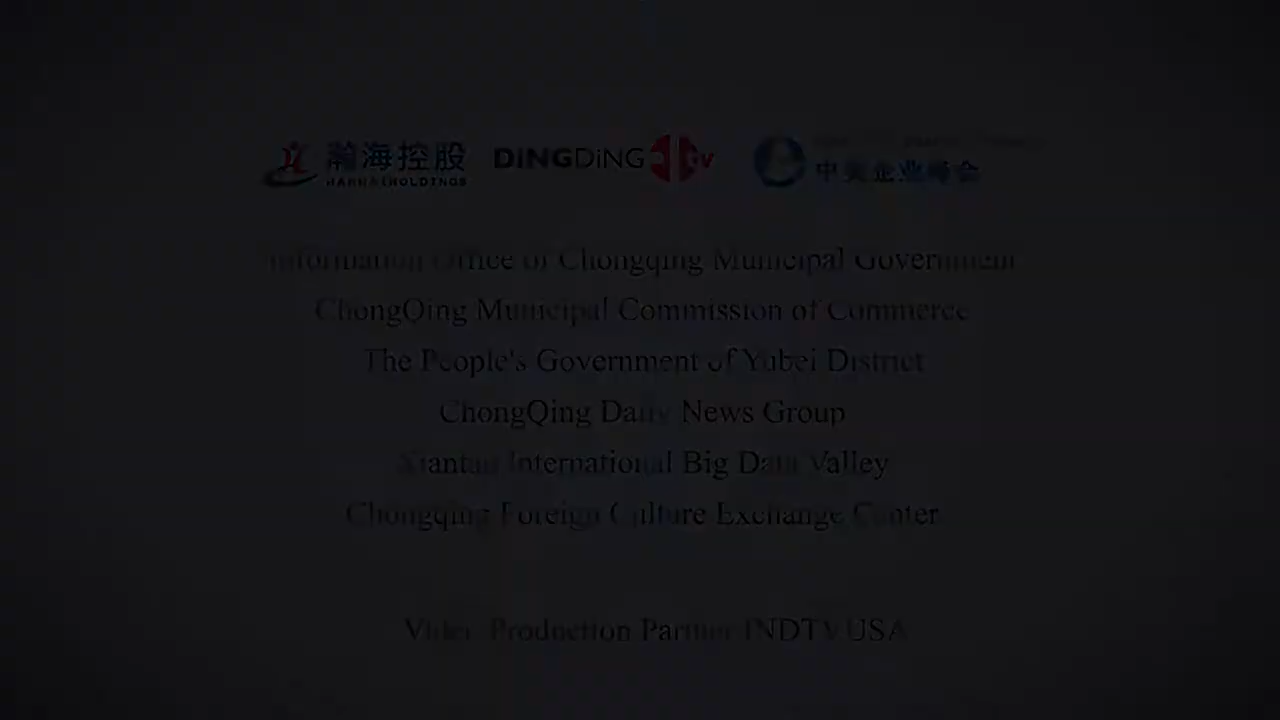 瀚海控股 DiNGDiNG TV
HANHAI HOLDINGS
中美企业峰会
Information Office of Chongqing Municipal Government
ChongQing Municipal Commission of Commerce
The People's Government of Yubei District
ChongQing Daily News Group
Xiantao International Big Data Valley
Chongqing Foreign Culture Exchange Center
Video Production Partner INDTV USA